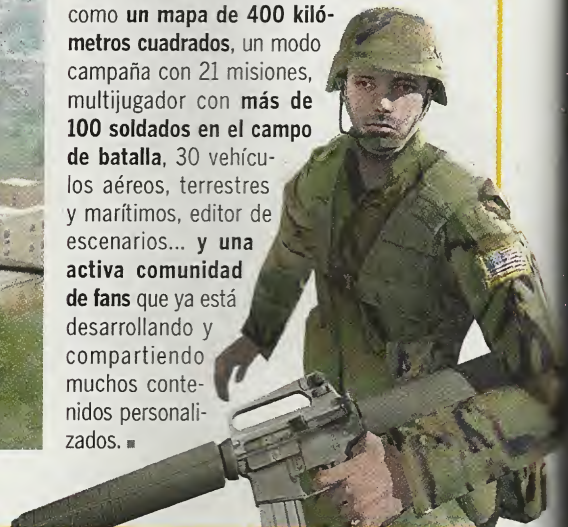 como un mapa de 400 kiló-
metros cuadrados, un modo
campaña con 21 misiones,
multijugador con más de
100 soldados en el campo
de batalla, 30 vehícu-
los aéreos, terrestres
y marítimos, editor de
escenarios... y una
activa comunidad
de fans que ya está
desarrollando y
compartiendo
muchos conte-
nidos personali-
zados. ■